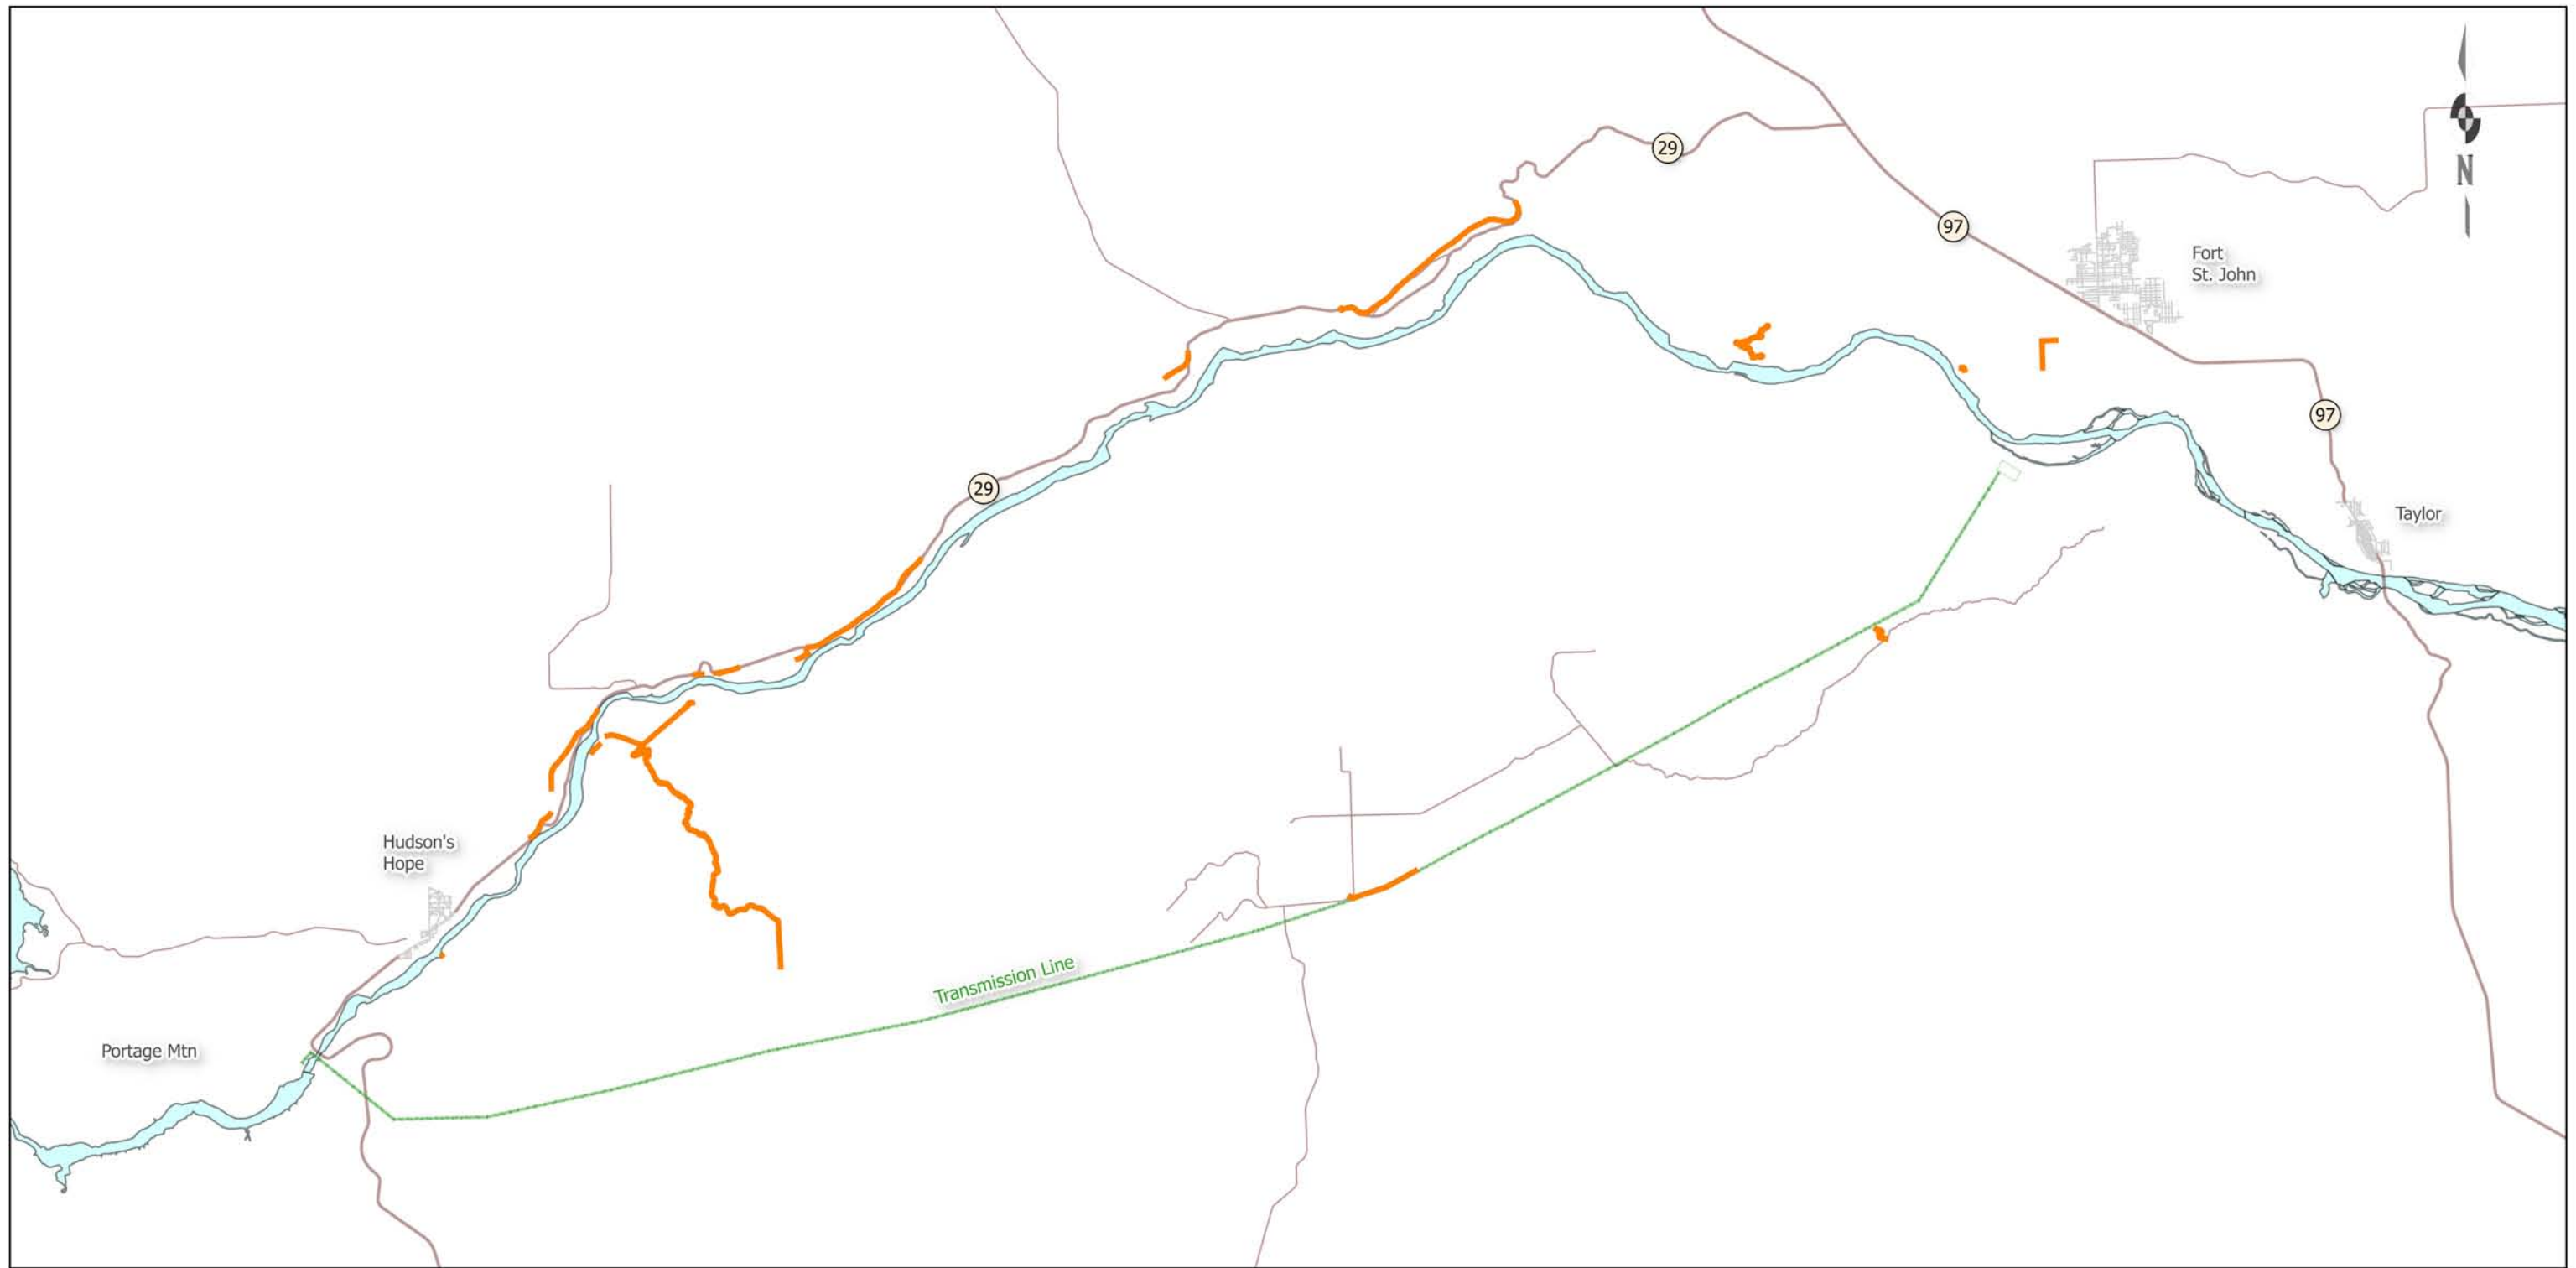 29
N
97
Fort
St. John
97
29
Taylor
Hudson's
Hope
Transmission Line
Portage Mtn